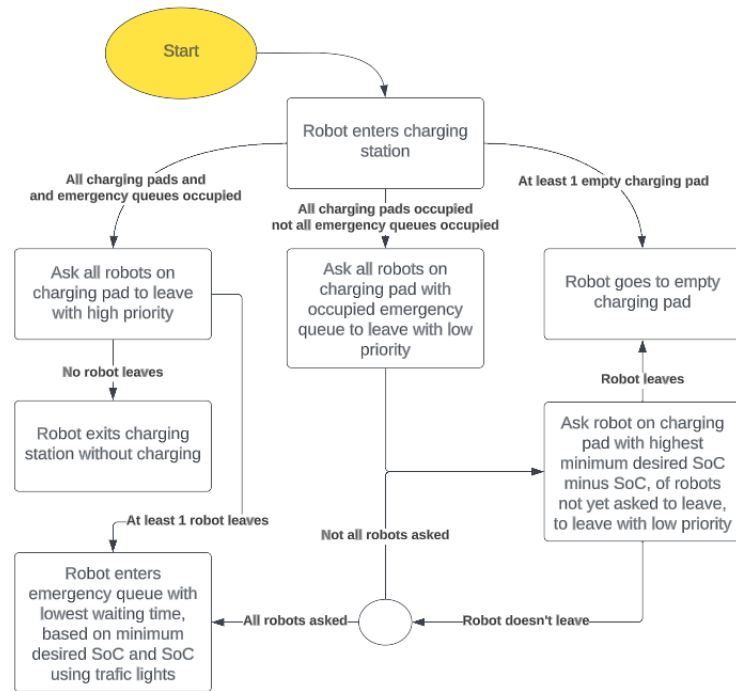 Start
Robot enters charging
station
All charging pads and
and emergency queues occupied
All charging pads occupied
not all emergency queues occupied
At least 1 empty charging pad
Ask all robots on
charging pad to leave
with high priority
Ask all robots on
charging pad with
occupied emergency
queue to leave with low
priority
Robot goes to empty
charging pad
No robot leaves
Robot leaves
Robot exits charging
station without charging
Ask robot on charging
pad with highest
minimum desired SoC
minus SoC, of robots
not yet asked to leave,
to leave with low priority
At least 1 robot leaves
Not all robots asked
Robot enters
emergency queue with
lowest waiting time,
based on minimum
desired SoC and SoC
using trafic lights
All robots asked
Robot doesn't leave